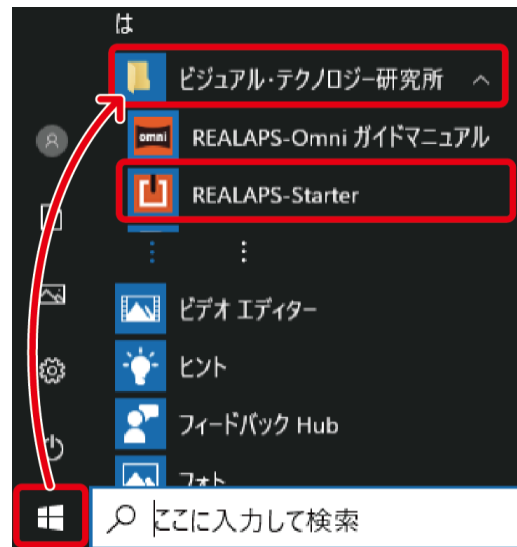 は
ビジュアル・テクノロジー研究所
omni
REALAPS-Omni ガイドマニュアル
REALAPS-Starter
ビデオ エディター
ヒント
フィードバック Hub
フォト
ここに入力して検索